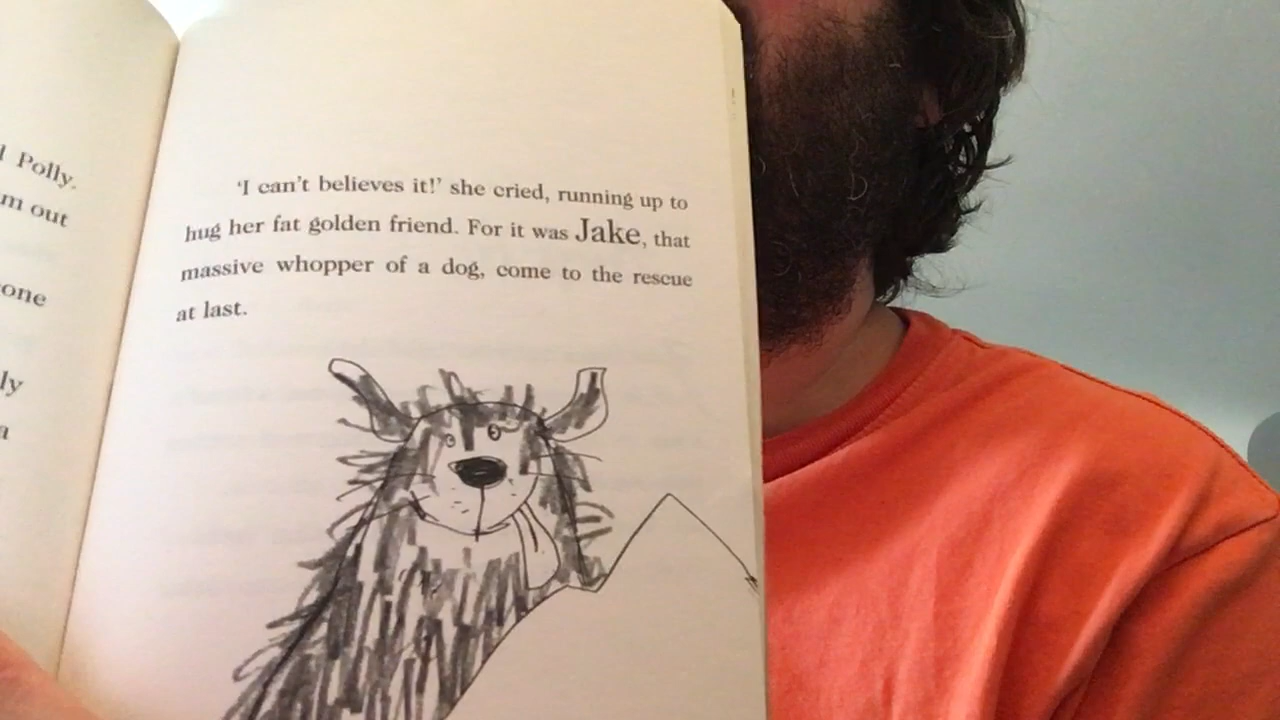 Polly.
m out
one
ly
a
'I can't believes it!' she cried, running up to
hug her fat golden friend. For it was Jake, that
massive whopper of a dog, come to the rescue
at last.